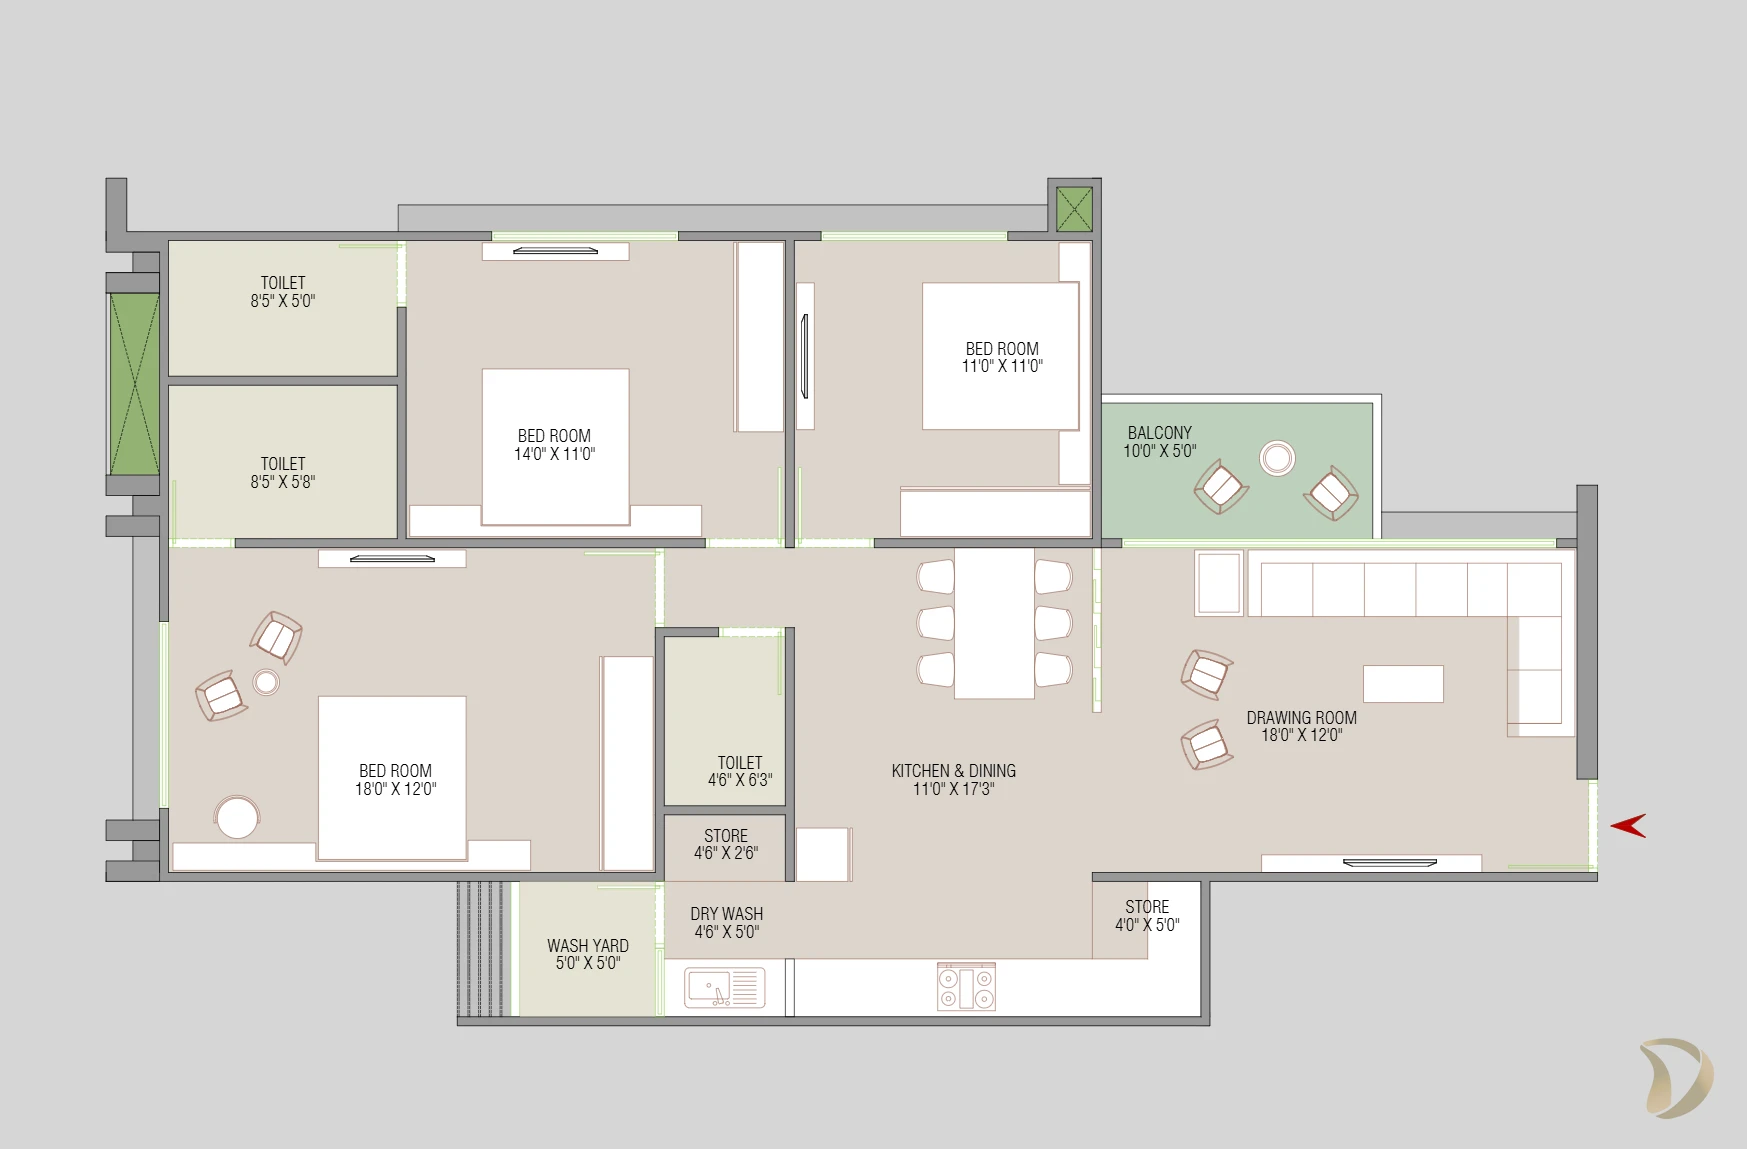 TOILET
8'5" X 5'0"
TOILET
8'5" X 5'8"
BED ROOM
14'0" X 11'0"
BED ROOM
11'0" X 11'0"
BALCONY
10'0" X 5'0"
BED ROOM
18'0" X 12'0"
TOILET
4'6" X 6'3"
STORE
4'6" X 2'6"
KITCHEN & DINING
11'0" X 17'3"
DRAWING ROOM
18'0" X 12'0"
WASH YARD
5'0" X 5'0"
DRY WASH
4'6" X 5'0"
STORE
4'0" X 5'0"